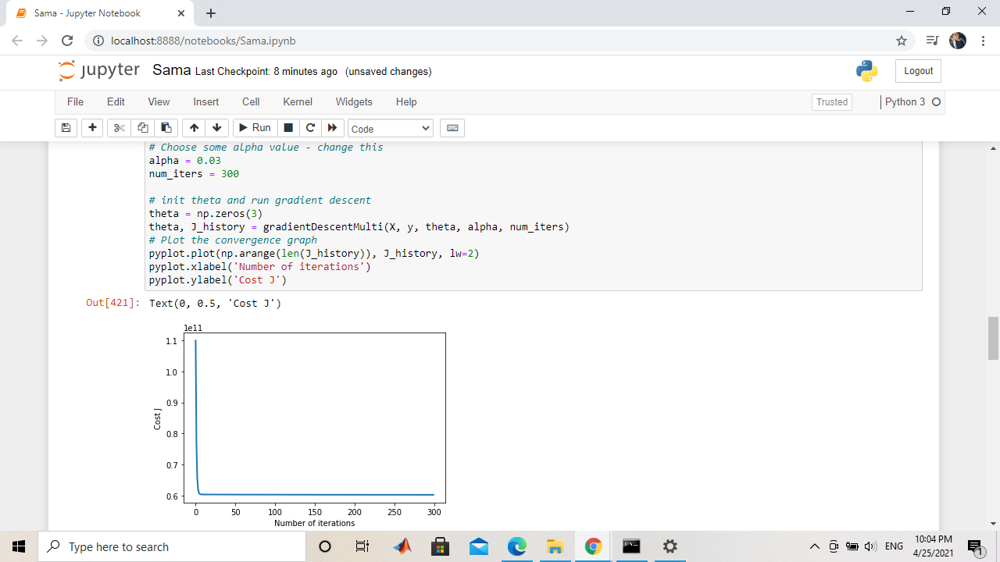 Sama - Jupyter Notebook
localhost:8888/notebooks/Sama.ipynb
jupyter Sama Last Checkpoint: 8 minutes ago (unsaved changes)
Logout
File Edit View Insert Cell Kernel Widgets Help
Trusted
Python 3
Run
Code
# Choose some alpha value - change this
alpha = 0.03
num_iters = 300
# init theta and run gradient descent
theta = np.zeros(3)
theta, J_history = gradientDescentMulti(X, y, theta, alpha, num_iters)
# Plot the convergence graph
pyplot.plot(np.arange(len(J_history)), J_history, lw=2)
pyplot.xlabel('Number of iterations')
pyplot.ylabel('Cost J')
Out[421]: Text(0, 0.5, 'Cost J')
1e11
1.1
1.0
0.9
0.8
0.7
0.6
Cost J
0 50 100 150 200 250 300
Number of iterations
Type here to search
ENG
10:04 PM
4/25/2021
1